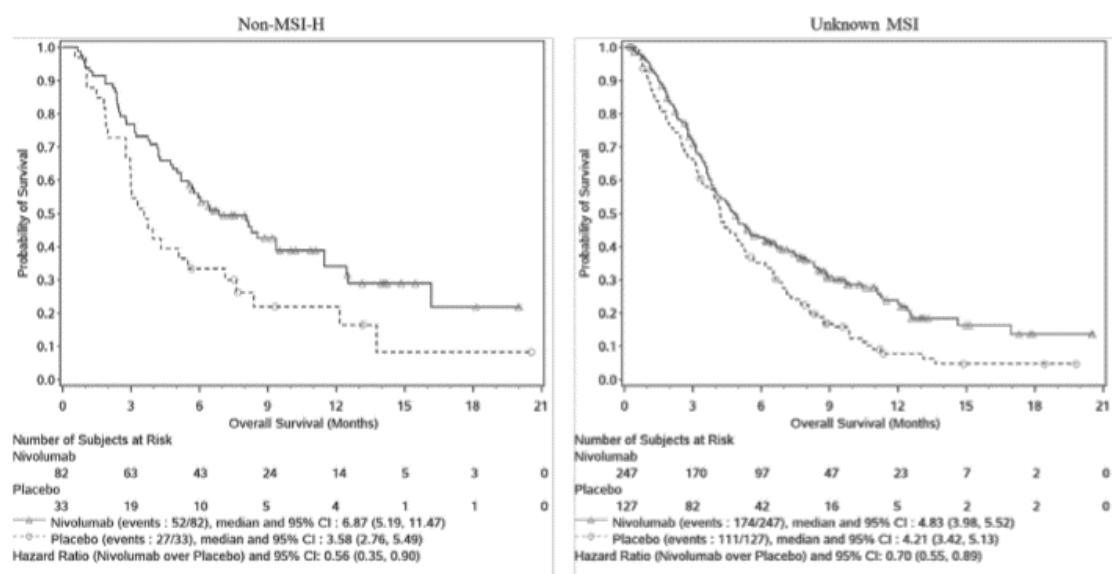 Non-MSI-H
Probability of Survival
1.0
0.9
0.8
0.7
0.6
0.5
0.4
0.3
0.2
0.1
0.0
0 3 6 9 12 15 18 21
Overall Survival (Months)
Number of Subjects at Risk
Nivolumab
82 63 43 24 14 5 3 0
Placebo
33 19 10 5 4 1 1 0
Nivolumab (events : 52/82), median and 95% CI : 6.87 (5.19, 11.47)
Placebo (events : 27/33), median and 95% CI : 3.58 (2.76, 5.49)
Hazard Ratio (Nivolumab over Placebo) and 95% CI: 0.56 (0.35, 0.90)
Unknown MSI
Probability of Survival
1.0
0.9
0.8
0.7
0.6
0.5
0.4
0.3
0.2
0.1
0.0
0 3 6 9 12 15 18 21
Overall Survival (Months)
Number of Subjects at Risk
Nivolumab
247 170 97 47 23 7 2 0
Placebo
127 82 42 16 5 2 2 0
Nivolumab (events : 174/247), median and 95% CI : 4.83 (3.98, 5.52)
Placebo (events : 111/127), median and 95% CI : 4.21 (3.42, 5.13)
Hazard Ratio (Nivolumab over Placebo) and 95% CI: 0.70 (0.55, 0.89)